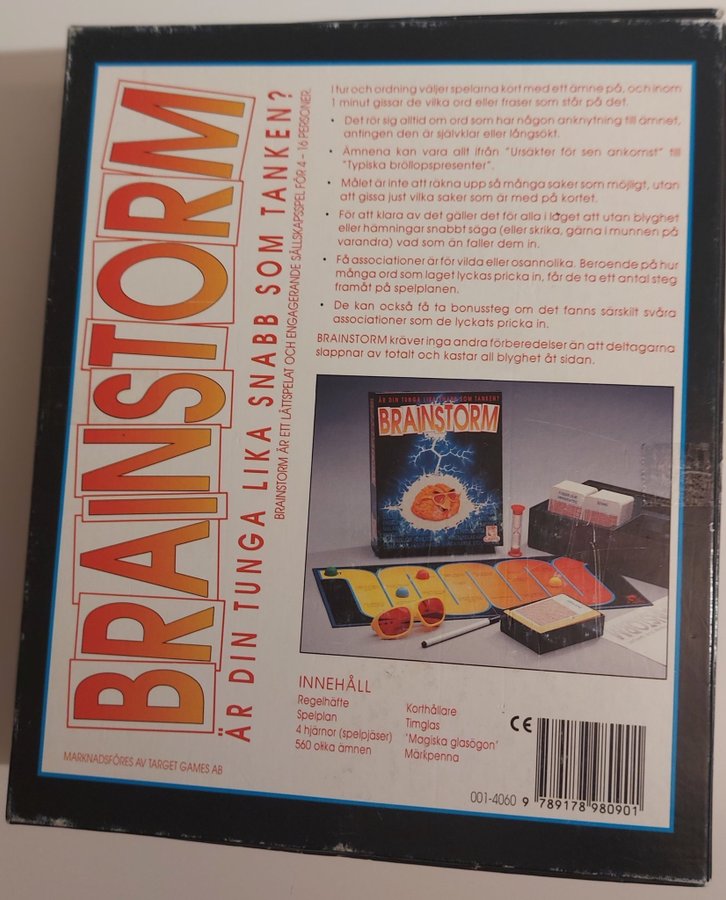 BRAINSTORM
ÄR DIN TUNGA LIKA SNABB SOM TANKEN?
BRAINSTORM ÄR ETT LÄTTSPELAT OCH ENGAGERANDE SÄLLSKAPSSPEL FÖR 4 – 16 PERSONER.
I tur och ordning väljer spelarna kort med ett ämne på, och inom
1 minut gissar de vilka ord eller fraser som står på det.
• Det rör sig alltid om ord som har någon anknytning till ämnet,
antingen den är självklar eller långsökt.
• Ämnena kan vara allt ifrån "Ursäkter för sen ankomst" till
"Typiska bröllopspresenter".
• Målet är inte att räkna upp så många saker som möjligt, utan
att gissa just vilka saker som är med på kortet.
• För att klara av det gäller det för alla i laget att utan blyghet
eller hämningar snabbt säga (eller skrika, gärna i munnen på
varandra) vad som än faller dem in.
• Få associationer är för vilda eller osannolika. Beroende på hur
många ord som laget lyckas pricka in, får de ta ett antal steg
framåt på spelplanen.
• De kan också få ta bonussteg om det fanns särskilt svåra
associationer som de lyckats pricka in.
BRAINSTORM kräver inga andra förberedelser än att deltagarna
slappnar av totalt och kastar all blyghet åt sidan.
ÄR DIN TUNGA LIKA SNABB SOM TANKEN?
BRAINSTORM
INNEHÅLL
Regelhäfte
Spelplan
4 hjärnor (spelpjäser)
560 olika ämnen
Korthållare
Timglas
'Magiska glasögon'
Märkpenna
CE
001-4060
9 789178 980901
MARKNADSFÖRES AV TARGET GAMES AB